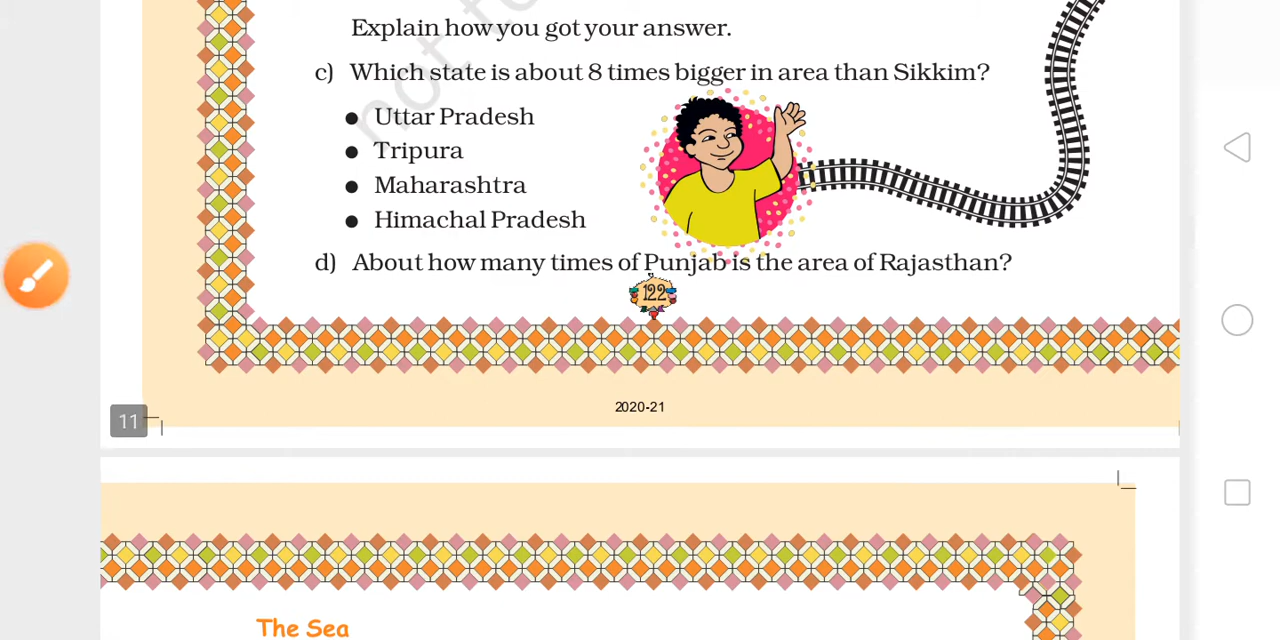 Explain how you got your answer.
c) Which state is about 8 times bigger in area than Sikkim?
● Uttar Pradesh
● Tripura
● Maharashtra
● Himachal Pradesh
d) About how many times of Punjab is the area of Rajasthan?
122
2020-21
11
The Sea